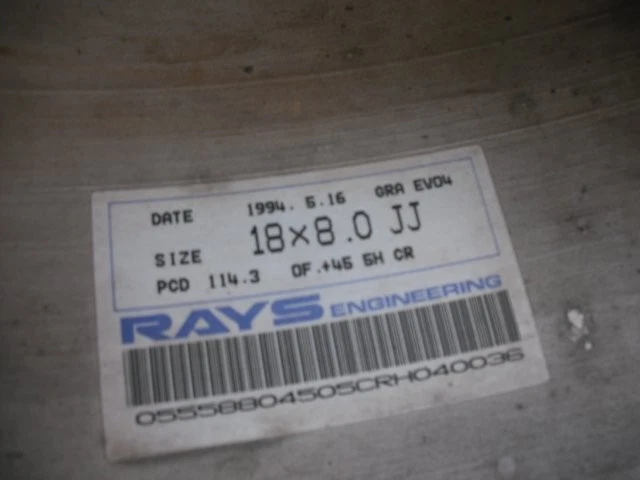 DATE 1994. 5.16 GRA EV04
SIZE 18×8.0 JJ
PCD 114.3 OF.+45 5H CR
RAYS ENGINEERING
05558804505CRH040036